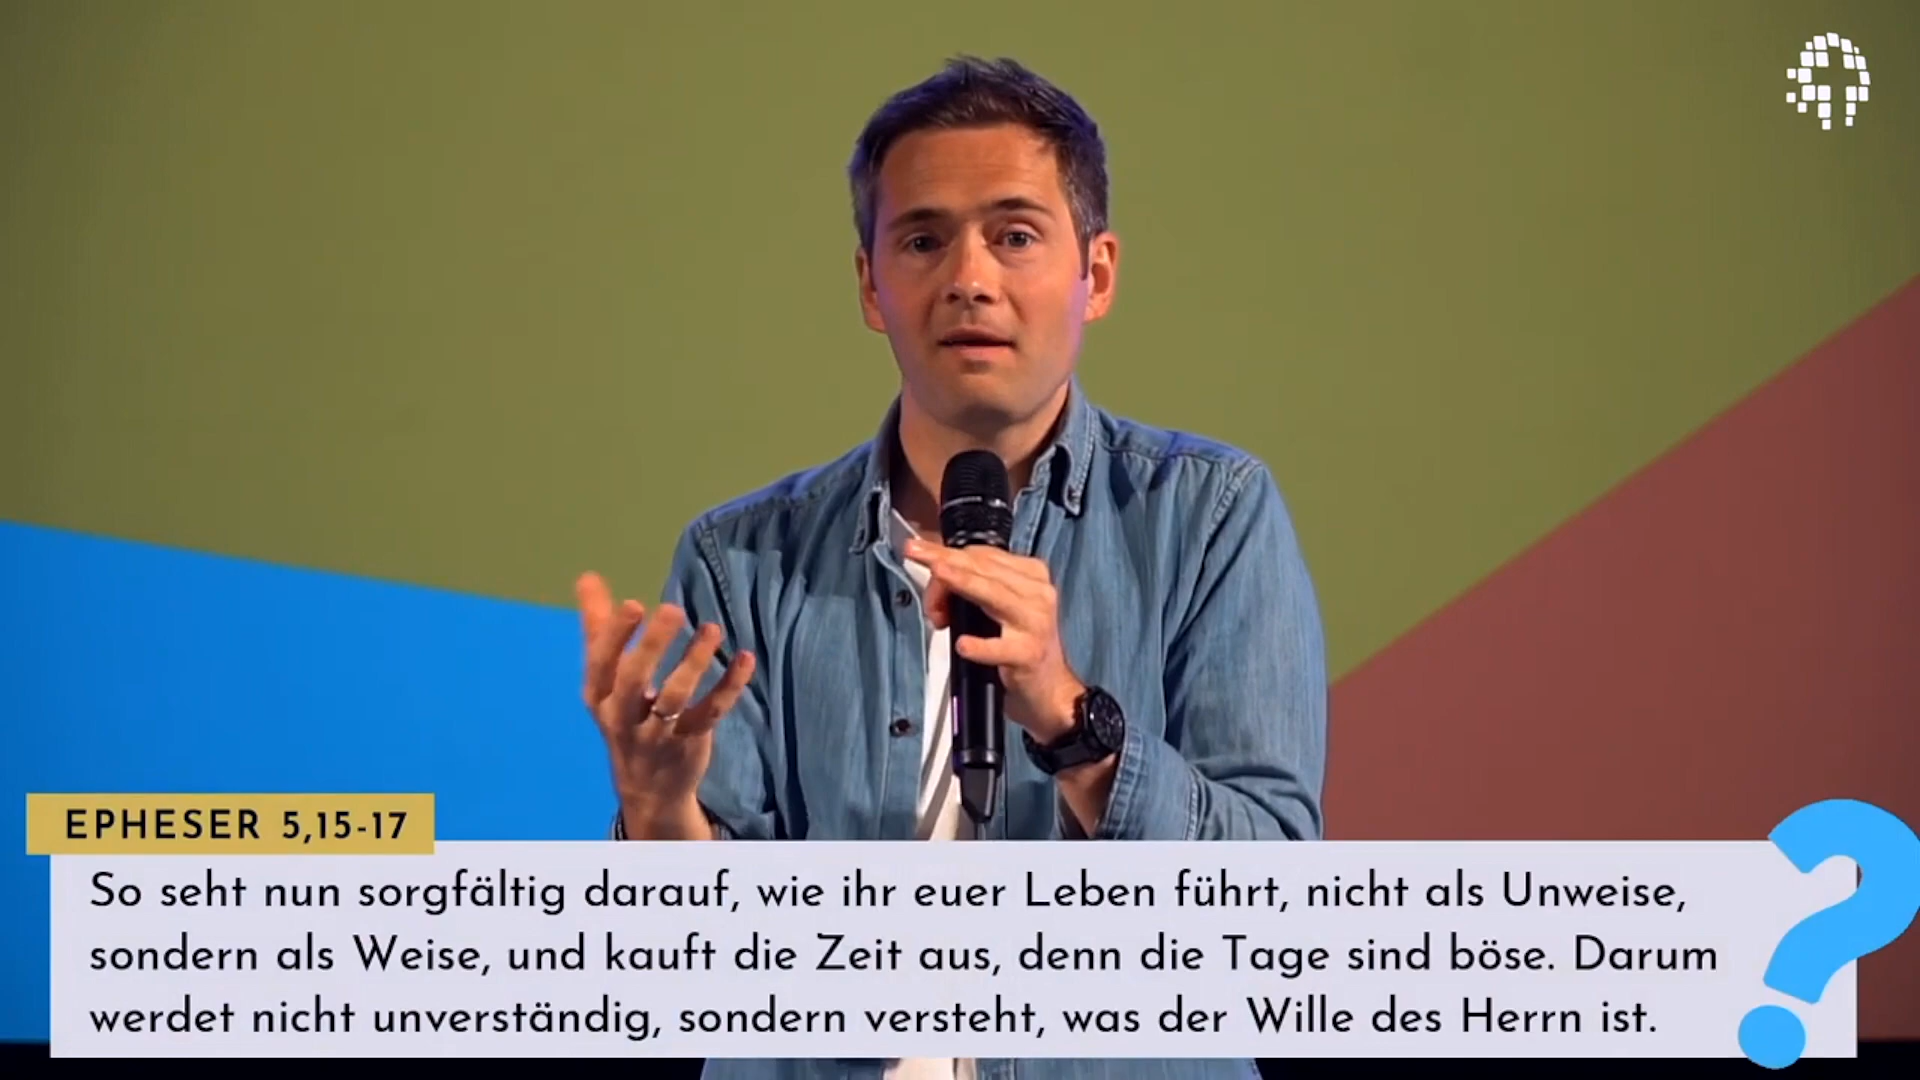 EPHESER 5,15-17
So seht nun sorgfältig darauf, wie ihr euer Leben führt, nicht als Unweise,
sondern als Weise, und kauft die Zeit aus, denn die Tage sind böse. Darum
werdet nicht unverständig, sondern versteht, was der Wille des Herrn ist.
?